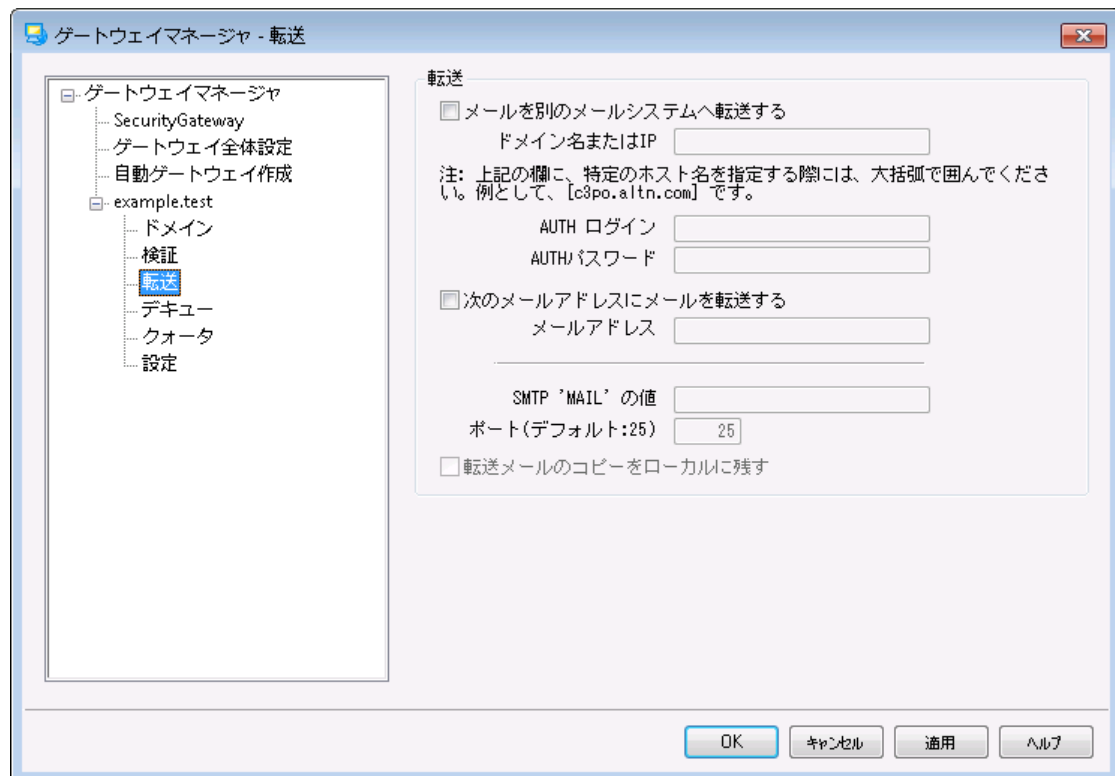 ゲートウェイマネージャ - 転送
ゲートウェイマネージャ
SecurityGateway
ゲートウェイ全体設定
自動ゲートウェイ作成
example.test
ドメイン
検証
転送
デキュー
クォータ
設定
転送
メールを別のメールシステムへ転送する
ドメイン名またはIP
注: 上記の欄に、特定のホスト名を指定する際には、大括弧で囲んでくださ
い。例として、[c3po.altn.com] です。
AUTH ログイン
AUTHパスワード
次のメールアドレスにメールを転送する
メールアドレス
SMTP 'MAIL' の値
ポート(デフォルト:25)
25
転送メールのコピーをローカルに残す
OK
キャンセル
適用
ヘルプ